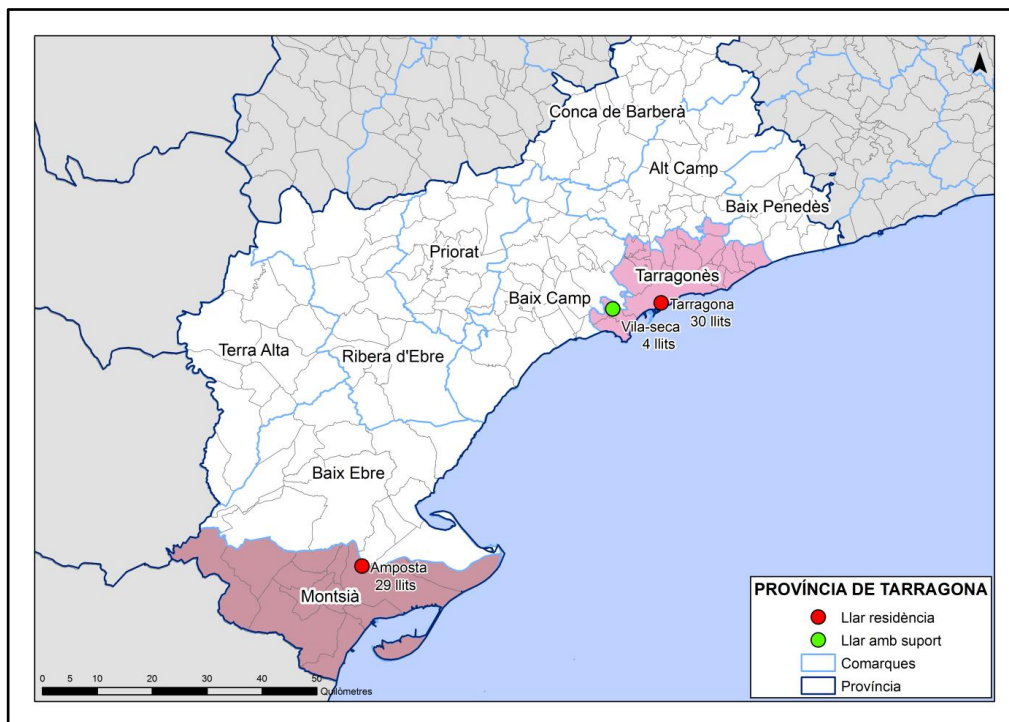 N
Conca de Barberà
Alt Camp
Baix Penedès
Priorat
Tarragonès
Baix Camp
Tarragona
30 llits
Vila-seca
4 llits
Terra Alta
Ribera d'Ebre
Baix Ebre
Amposta
29 llits
Montsià
PROVÍNCIA DE TARRAGONA
Llar residència
Llar amb suport
Comarques
Província
0 5 10 20 30 40 50
Quilòmetres